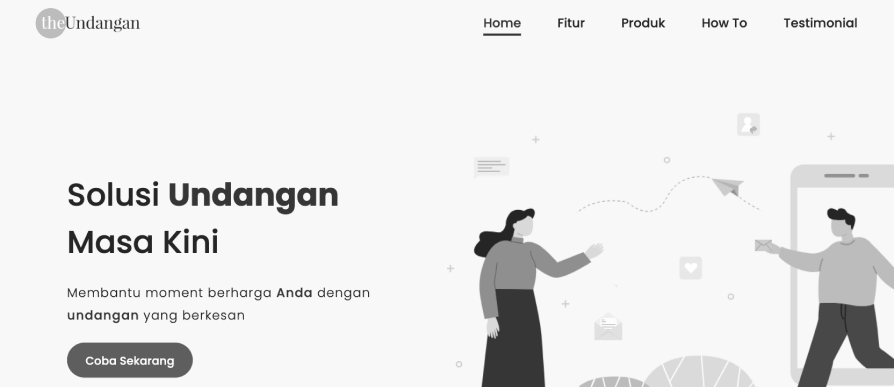 theUndangan
Home Fitur Produk How To Testimonial
Solusi Undangan
Masa Kini
Membantu moment berharga Anda dengan
undangan yang berkesan
Coba Sekarang